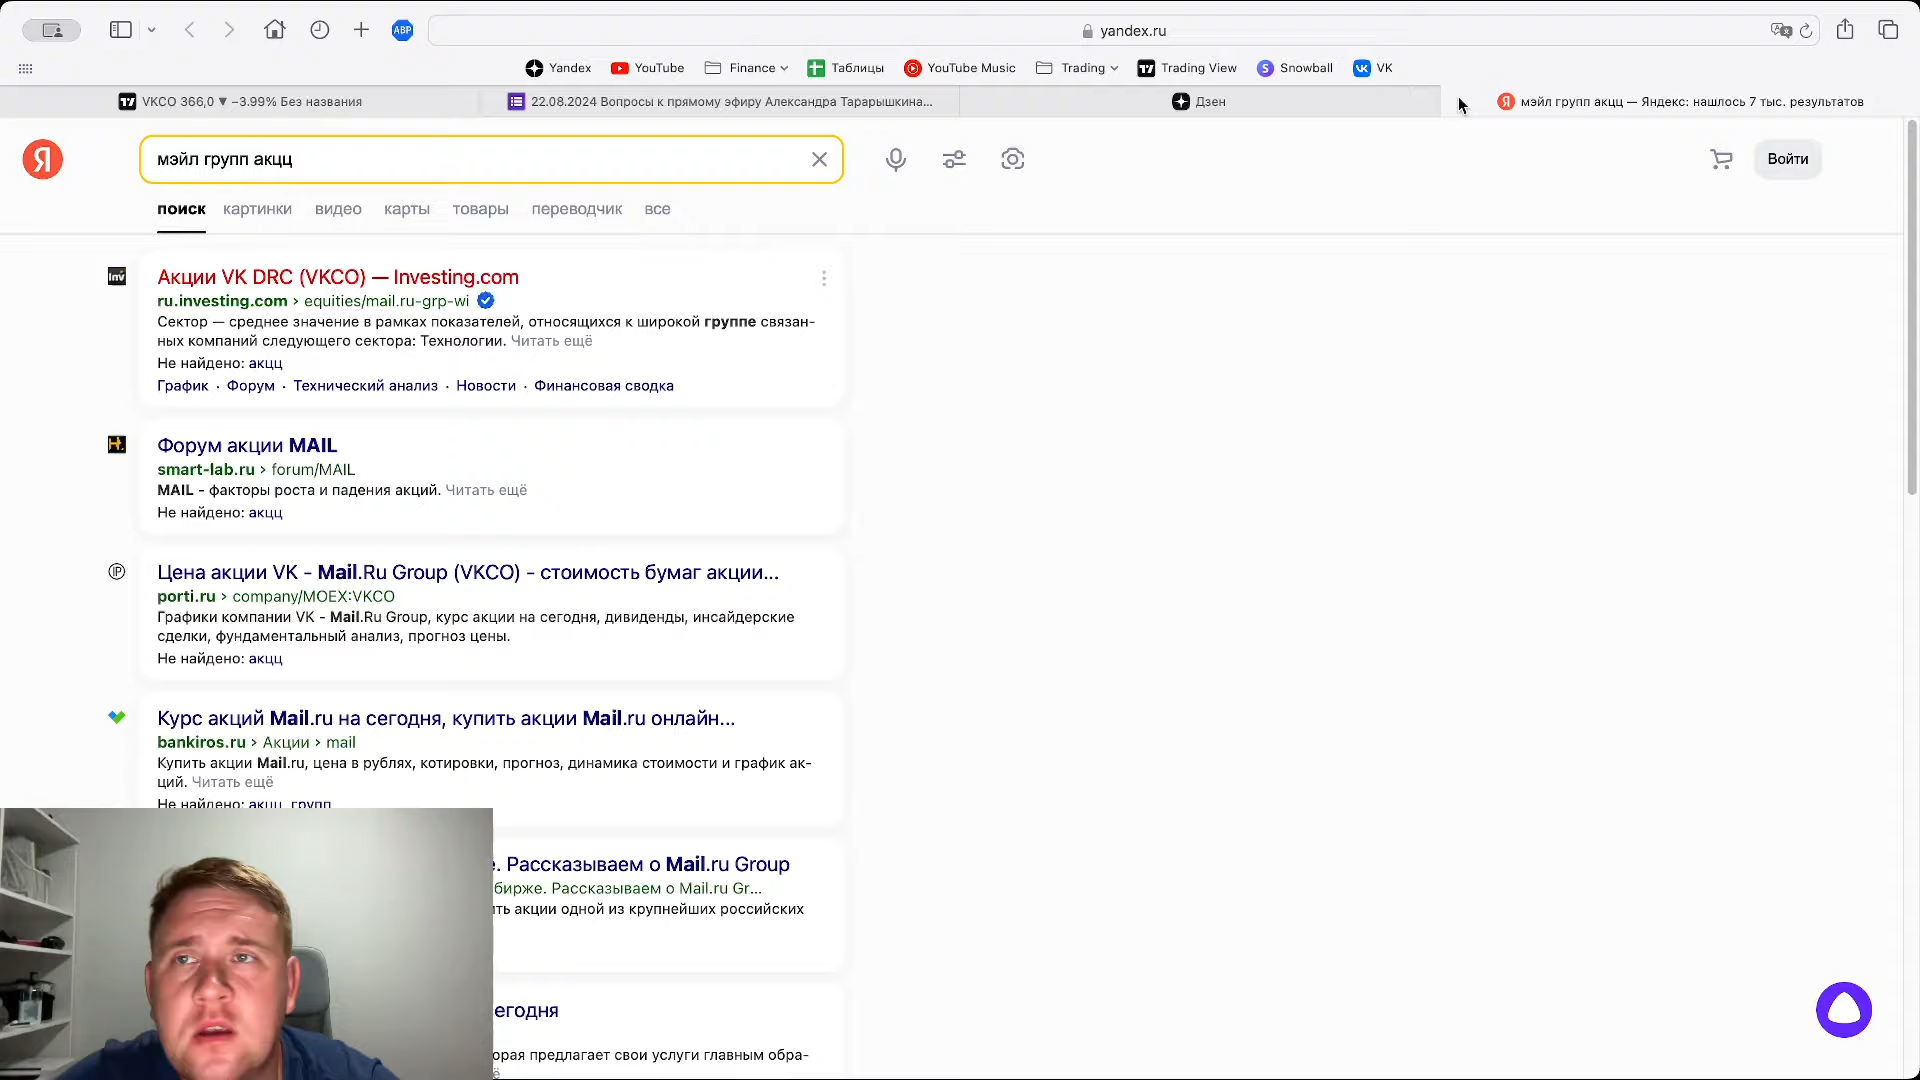 ABP
yandex.ru
Yandex
YouTube
Finance
Таблицы
YouTube Music
Trading
Trading View
Snowball
VK
VKCO 366,0 ▼ −3.99% Без названия
22.08.2024 Вопросы к прямому эфиру Александра Тарарышкина...
Дзен
мэйл групп акцц — Яндекс: нашлось 7 тыс. результатов
Я
мэйл групп акцц
Войти
поиск
картинки
видео
карты
товары
переводчик
все
Inv
Акции VK DRC (VKCO) — Investing.com
ru.investing.com › equities/mail.ru-grp-wi
Сектор — среднее значение в рамках показателей, относящихся к широкой группе связан-
ных компаний следующего сектора: Технологии. Читать ещё
Не найдено: акцц
График · Форум · Технический анализ · Новости · Финансовая сводка
Форум акции MAIL
smart-lab.ru › forum/MAIL
MAIL - факторы роста и падения акций. Читать ещё
Не найдено: акцц
Цена акции VK - Mail.Ru Group (VKCO) - стоимость бумаг акции...
porti.ru › company/MOEX:VKCO
Графики компании VK - Mail.Ru Group, курс акции на сегодня, дивиденды, инсайдерские
сделки, фундаментальный анализ, прогноз цены.
Не найдено: акцц
Курс акций Mail.ru на сегодня, купить акции Mail.ru онлайн...
bankiros.ru › Акции › mail
Купить акции Mail.ru, цена в рублях, котировки, прогноз, динамика стоимости и график ак-
ций. Читать ещё
Не найдено: акцц, групп
е. Рассказываем о Mail.ru Group
бирже. Рассказываем о Mail.ru Gr...
ть акции одной из крупнейших российских
егодня
орая предлагает свои услуги главным обра-
ё